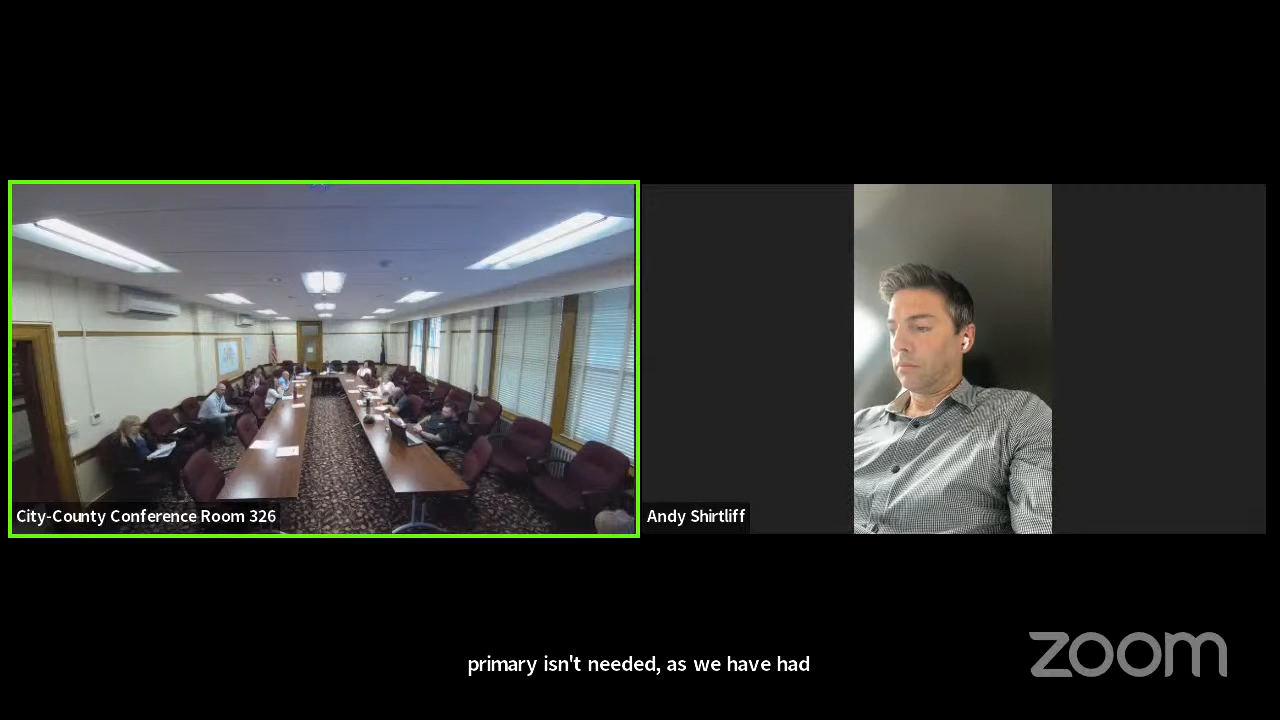 City-County Conference Room 326
Andy Shirtliff
primary isn't needed, as we have had
zoom